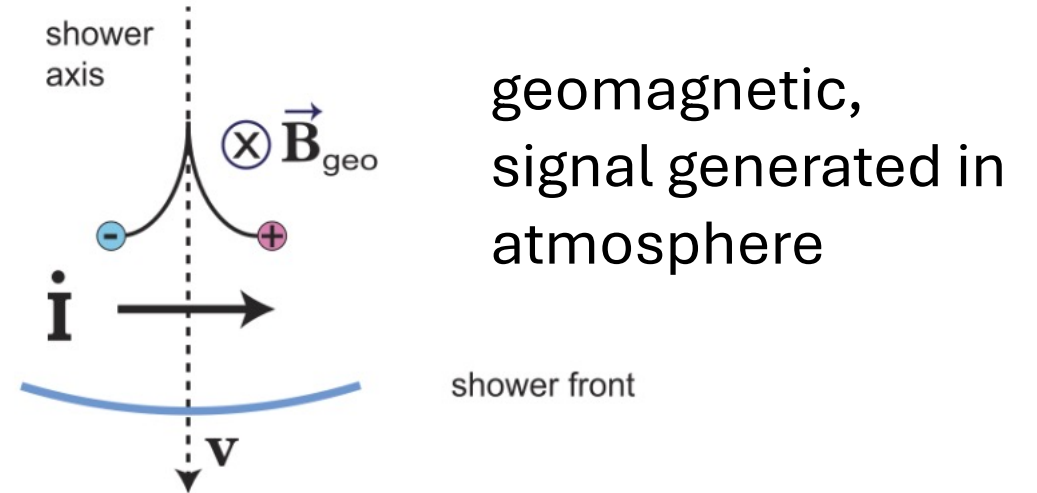 shower
axis
B geo
geomagnetic,
signal generated in
atmosphere
-
+
i
shower front
v